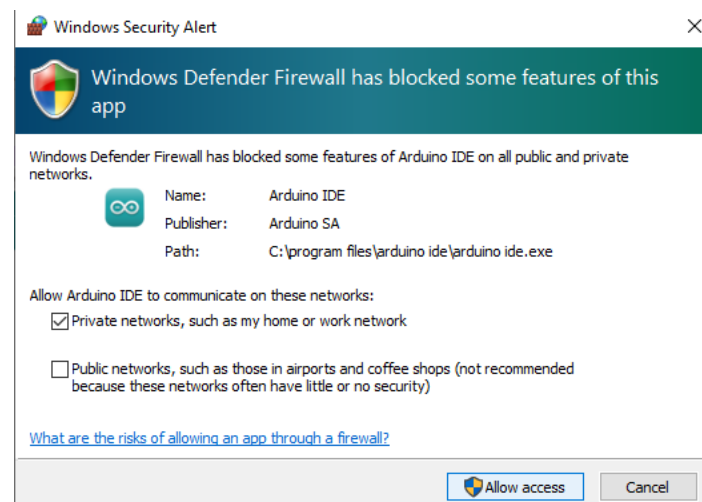 Windows Security Alert
Windows Defender Firewall has blocked some features of this
app
Windows Defender Firewall has blocked some features of Arduino IDE on all public and private
networks.
Name: Arduino IDE
Publisher: Arduino SA
Path: C:\program files\arduino ide\arduino ide.exe
Allow Arduino IDE to communicate on these networks:
Private networks, such as my home or work network
Public networks, such as those in airports and coffee shops (not recommended
because these networks often have little or no security)
What are the risks of allowing an app through a firewall?
Allow access Cancel